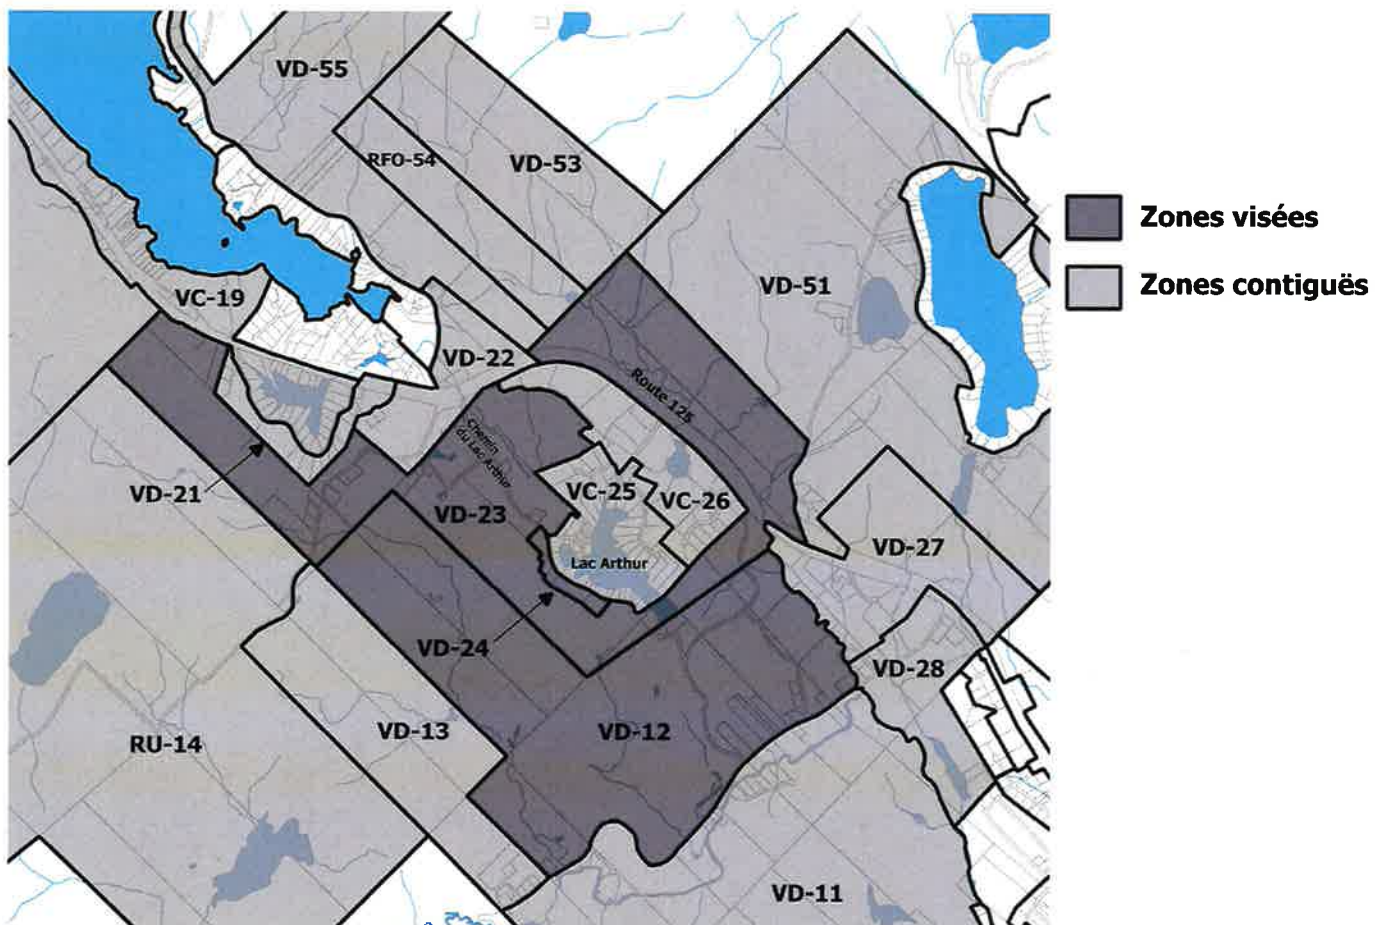 VD-55
RFO-54
VD-53
Zones visées
Zones contiguës
VD-51
VC-19
VD-22
Route 125
Chemin
du Lac Arthur
VD-21
VC-25
VC-26
VD-23
VD-27
Lac Arthur
VD-24
VD-28
VD-12
VD-13
RU-14
VD-11